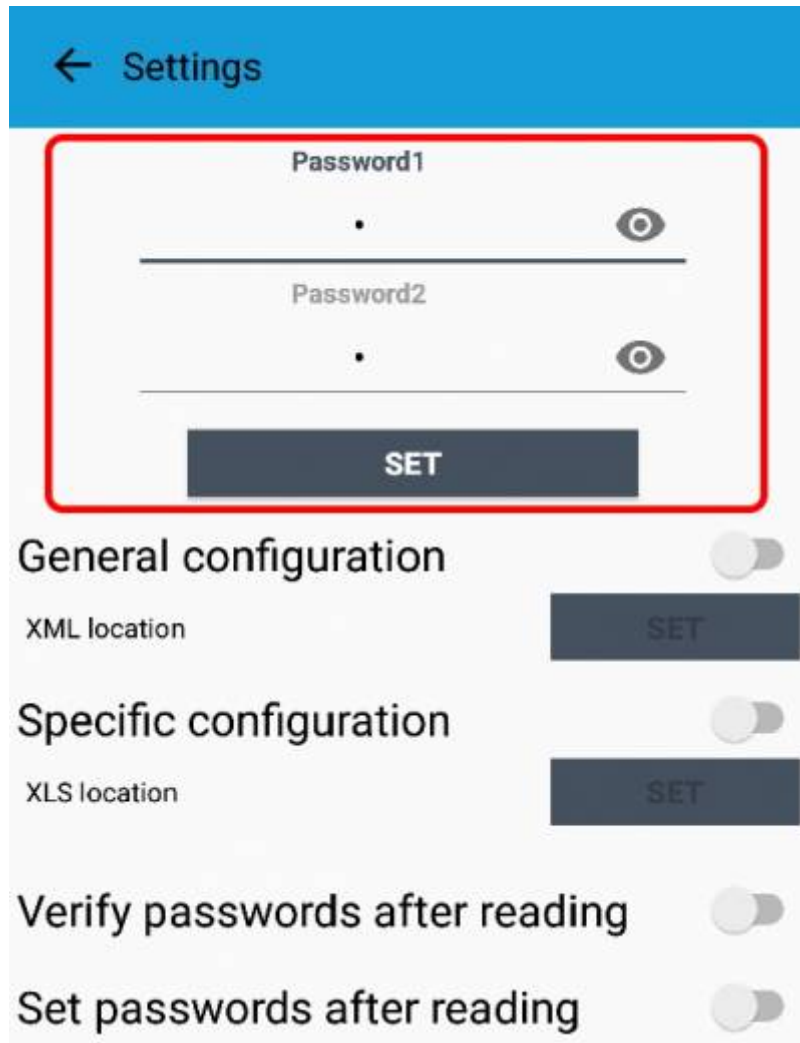 Settings
Password1
•
Password2
•
SET
General configuration
XML location
SET
Specific configuration
XLS location
SET
Verify passwords after reading
Set passwords after reading